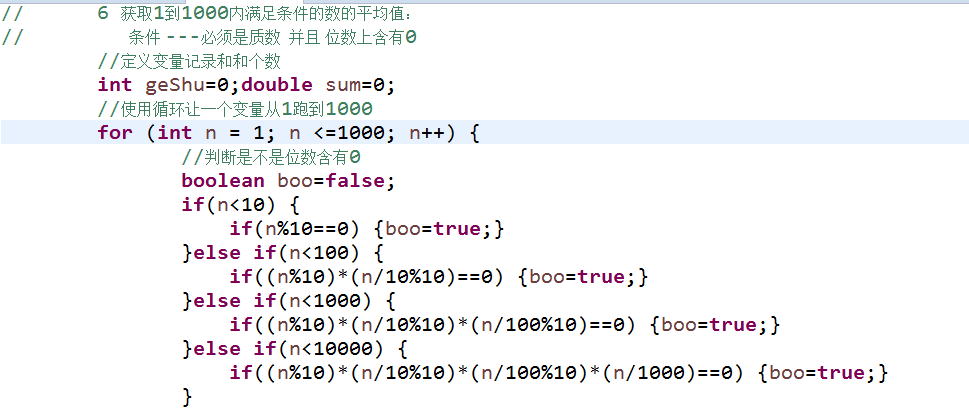 //          6 获取1到1000内满足条件的数的平均值:
//            条件 ---必须是质数 并且 位数上含有0
        //定义变量记录和和个数
        int geShu=0;double sum=0;
        //使用循环让一个变量从1跑到1000
        for (int n = 1; n <=1000; n++) {
               //判断是不是位数含有0
               boolean boo=false;
               if(n<10) {
                   if(n%10==0) {boo=true;}
               }else if(n<100) {
                   if((n%10)*(n/10%10)==0) {boo=true;}
               }else if(n<1000) {
                   if((n%10)*(n/10%10)*(n/100%10)==0) {boo=true;}
               }else if(n<10000) {
                   if((n%10)*(n/10%10)*(n/100%10)*(n/1000)==0) {boo=true;}
               }